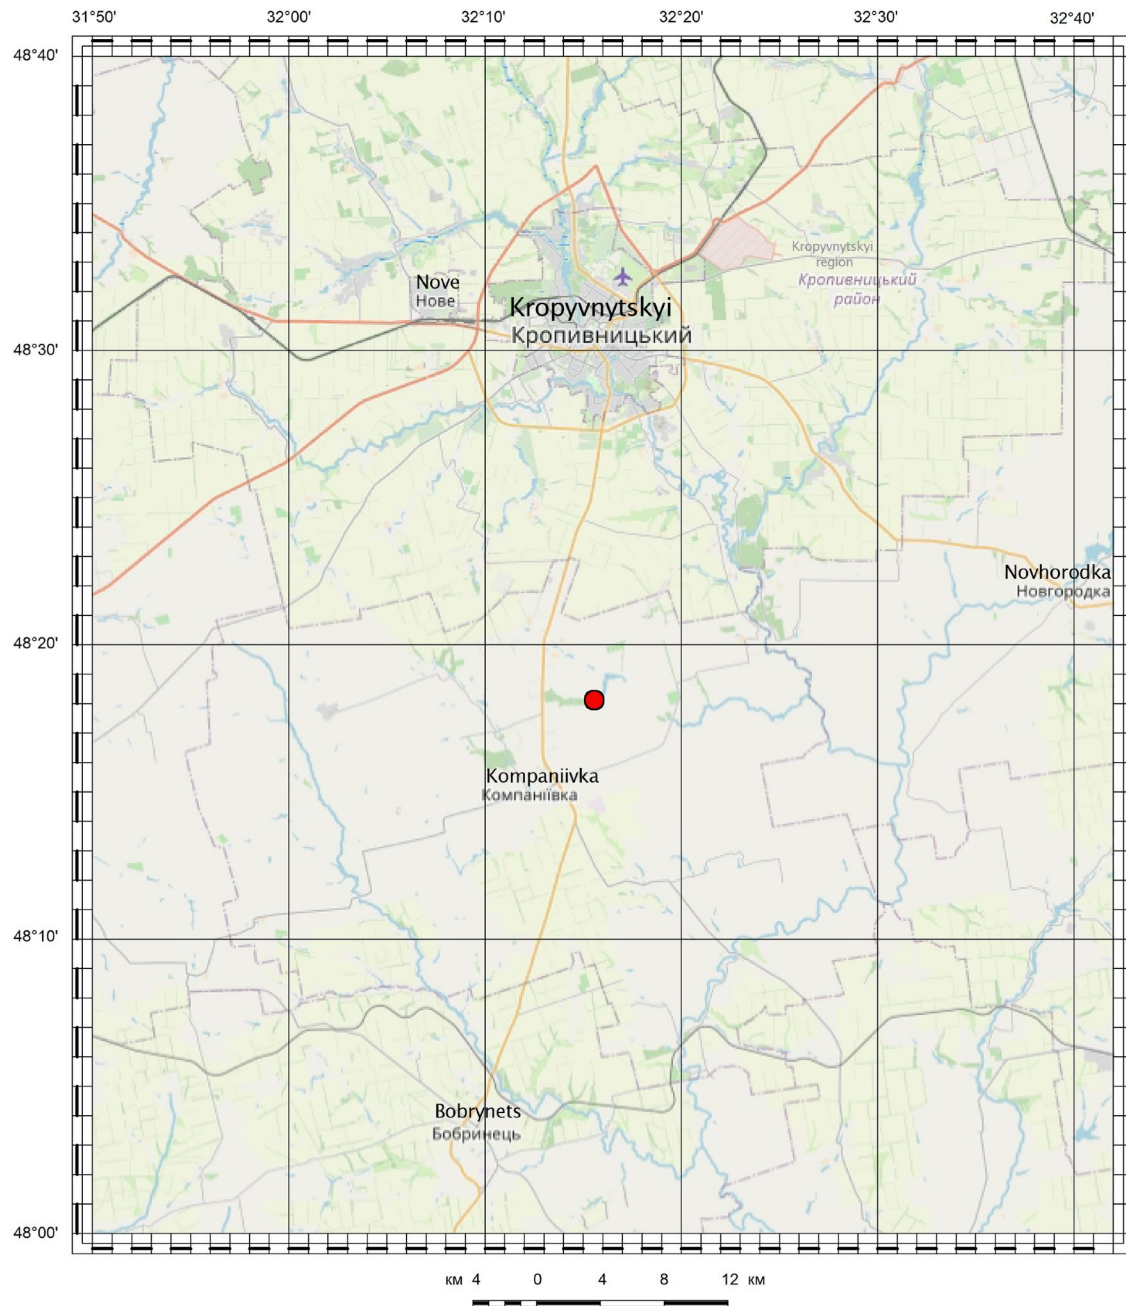 31°50' 32°00' 32°10' 32°20' 32°30' 32°40'
48°40'
Kropyvnytskyi
region
Кропивницький
район
Nove
Нове
Kropyvnytskyi
Кропивницький
48°30'
Novhorodka
Новгородка
48°20'
Kompaniivka
Компаніївка
48°10'
Bobrynets
Бобринець
48°00'
км 4 0 4 8 12 км